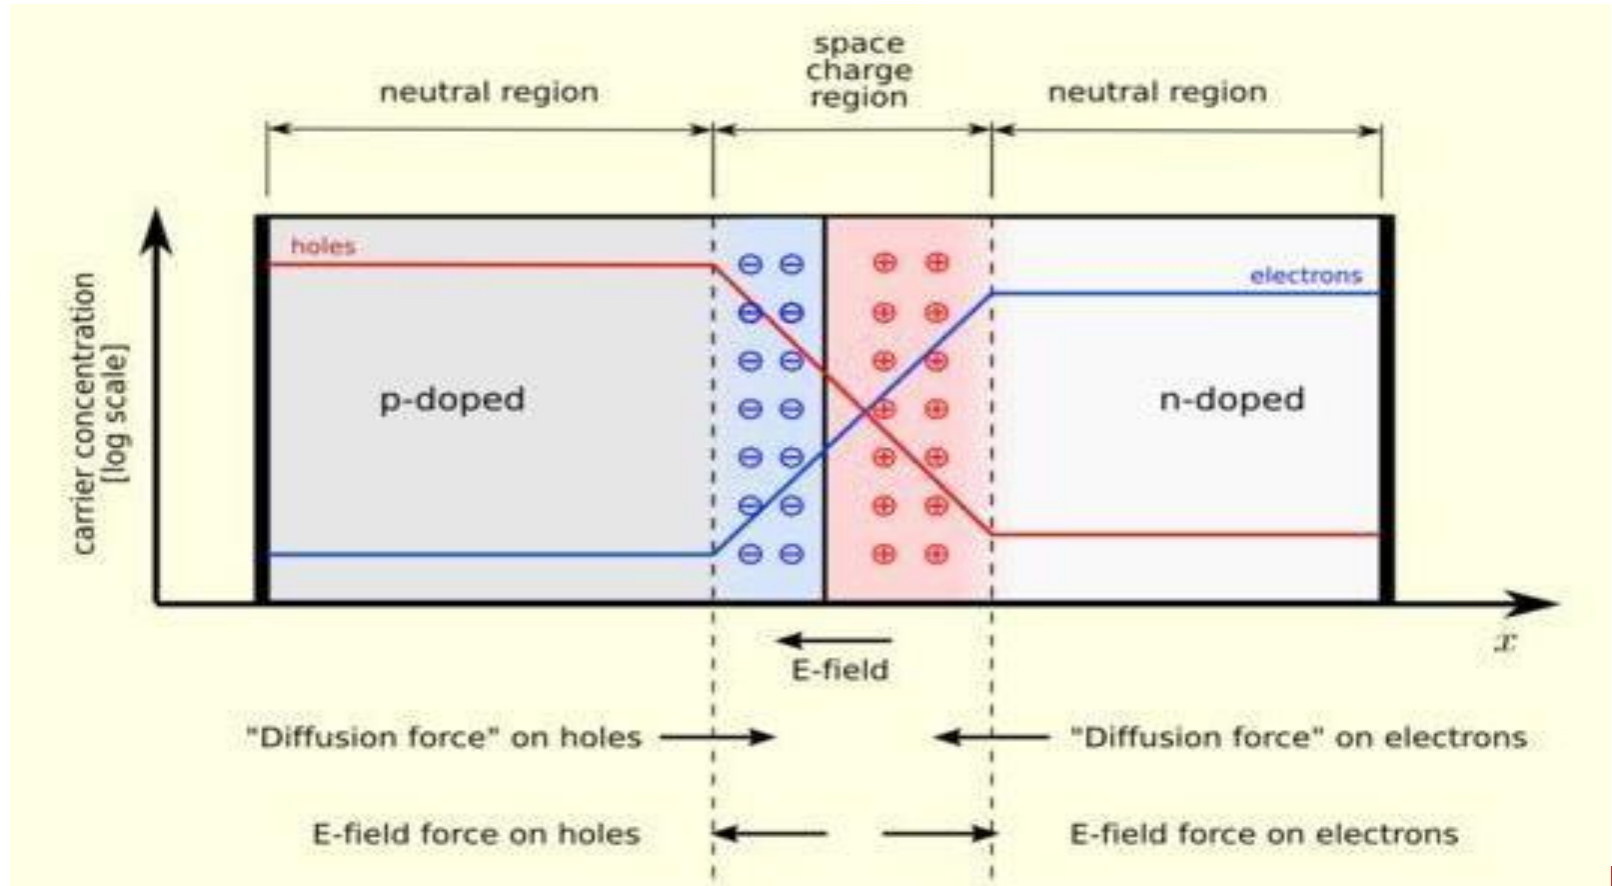 space
charge
region
neutral region
neutral region
holes
electrons
carrier concentration
[log scale]
p-doped
n-doped
x
E-field
"Diffusion force" on holes
"Diffusion force" on electrons
E-field force on holes
E-field force on electrons